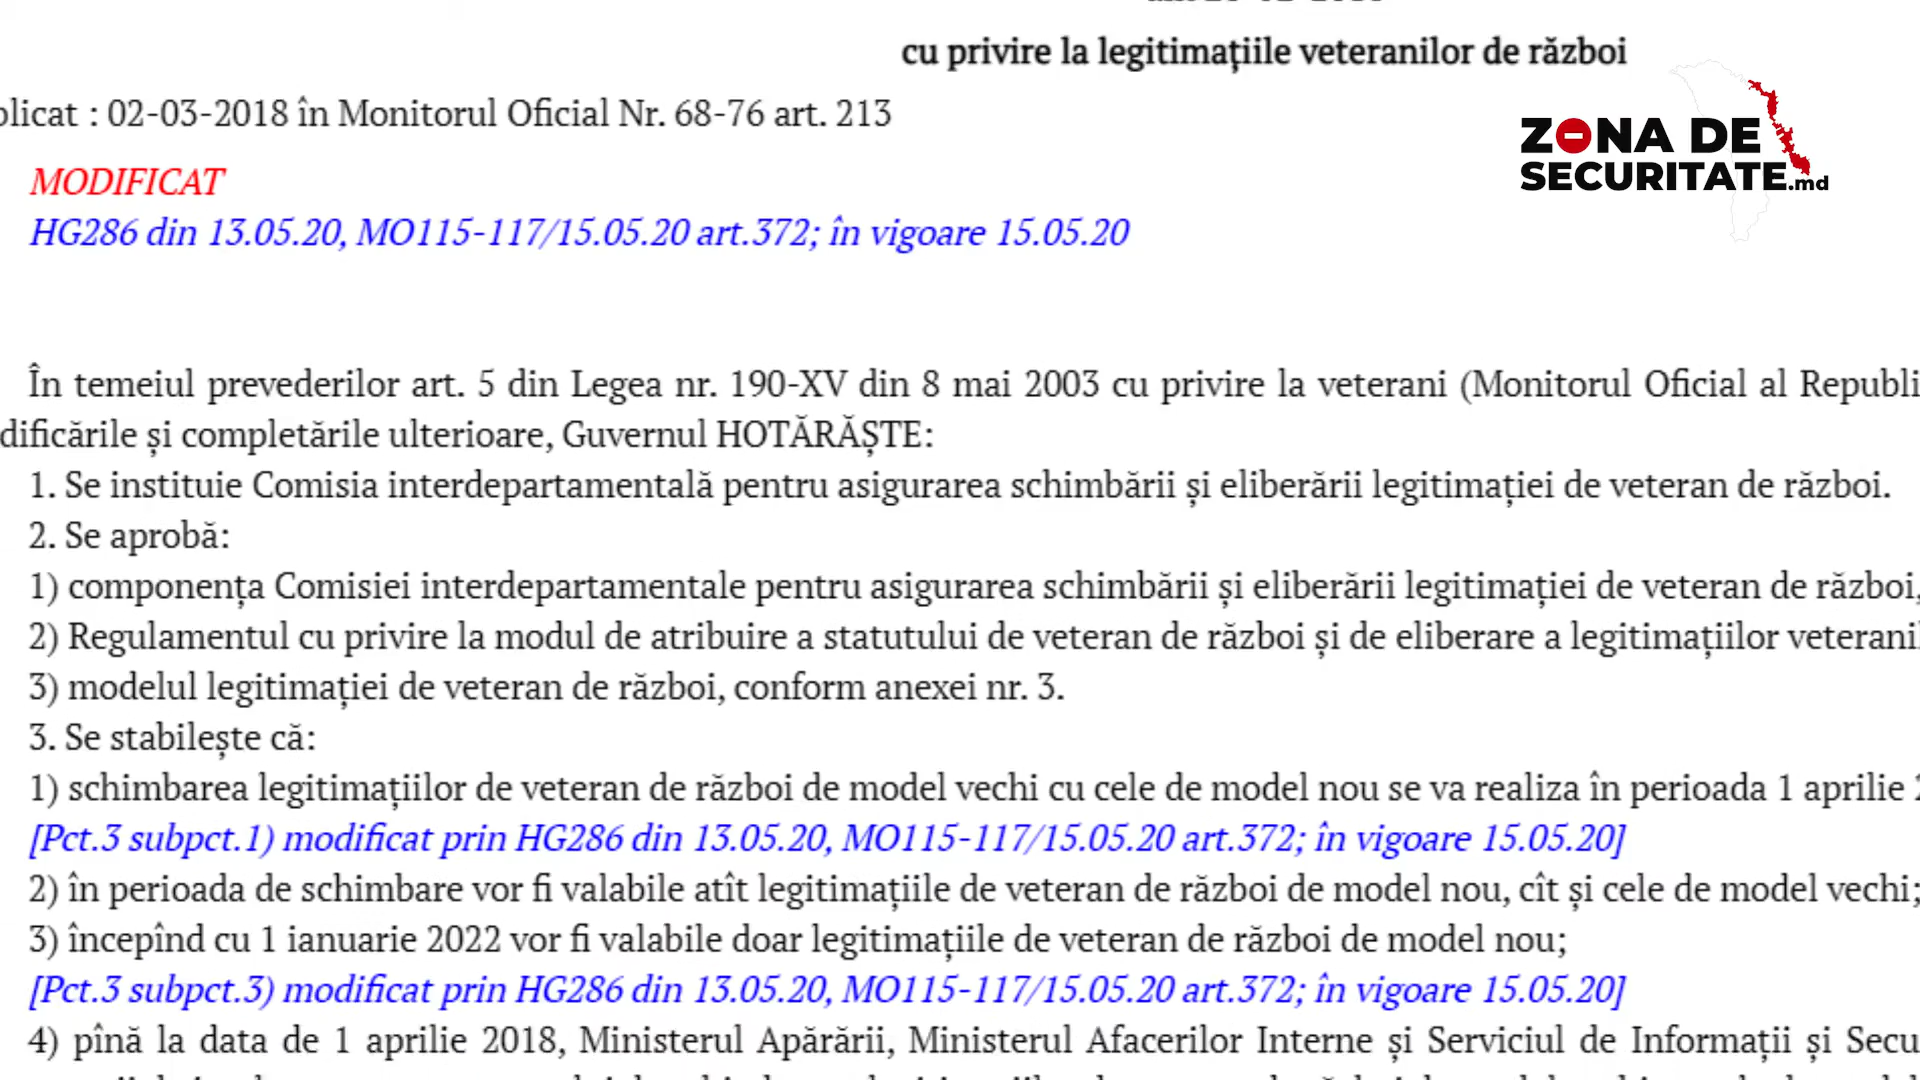 cu privire la legitimațiile veteranilor de război
blicat : 02-03-2018 în Monitorul Oficial Nr. 68-76 art. 213
ZONA DE
SECURITATE.md
MODIFICAT
HG286 din 13.05.20, MO115-117/15.05.20 art.372; în vigoare 15.05.20
În temeiul prevederilor art. 5 din Legea nr. 190-XV din 8 mai 2003 cu privire la veterani (Monitorul Oficial al Republi
dificările și completările ulterioare, Guvernul HOTĂRĂȘTE:
1. Se instituie Comisia interdepartamentală pentru asigurarea schimbării și eliberării legitimației de veteran de război.
2. Se aprobă:
1) componența Comisiei interdepartamentale pentru asigurarea schimbării și eliberării legitimației de veteran de război,
2) Regulamentul cu privire la modul de atribuire a statutului de veteran de război și de eliberare a legitimațiilor veterani
3) modelul legitimației de veteran de război, conform anexei nr. 3.
3. Se stabilește că:
1) schimbarea legitimațiilor de veteran de război de model vechi cu cele de model nou se va realiza în perioada 1 aprilie
[Pct.3 subpct.1) modificat prin HG286 din 13.05.20, MO115-117/15.05.20 art.372; în vigoare 15.05.20]
2) în perioada de schimbare vor fi valabile atît legitimațiile de veteran de război de model nou, cît și cele de model vechi;
3) începînd cu 1 ianuarie 2022 vor fi valabile doar legitimațiile de veteran de război de model nou;
[Pct.3 subpct.3) modificat prin HG286 din 13.05.20, MO115-117/15.05.20 art.372; în vigoare 15.05.20]
4) pînă la data de 1 aprilie 2018, Ministerul Apărării, Ministerul Afacerilor Interne și Serviciul de Informații și Secu